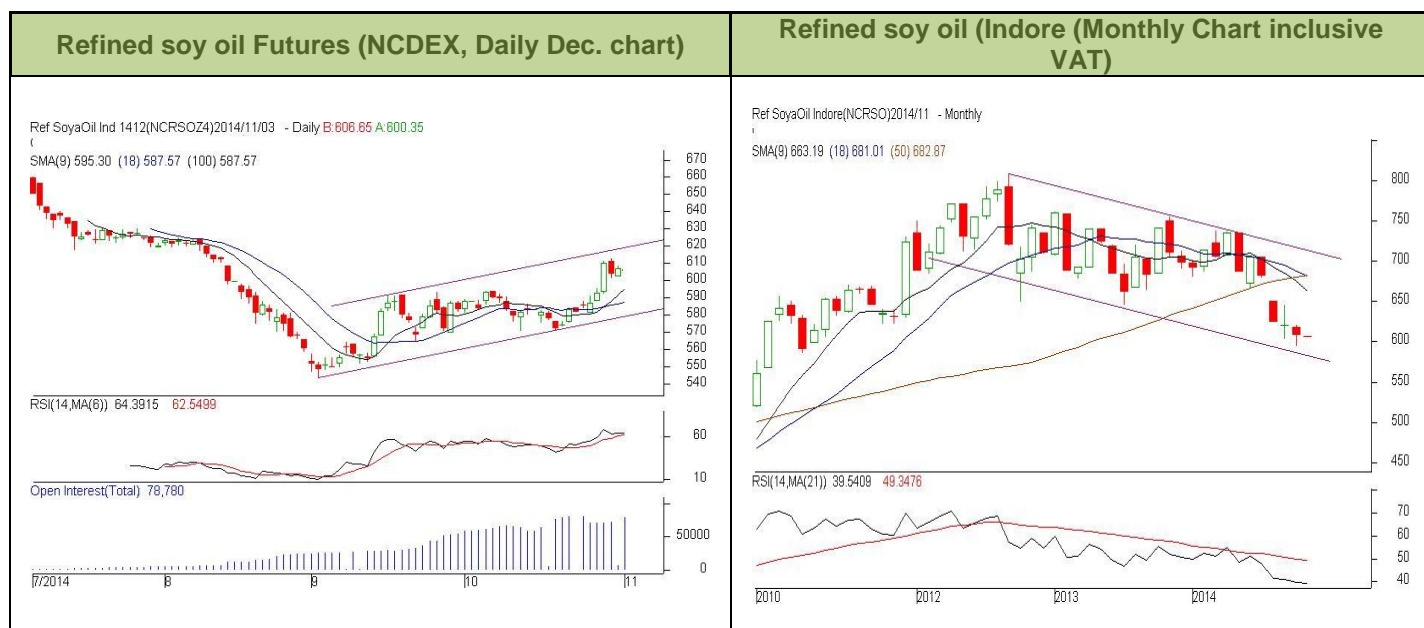 Refined soy oil Futures (NCDEX, Daily Dec. chart)
Ref SoyaOil Ind 1412(NCRSOZ4)2014/11/03 - Daily B:606.65 A:600.35
SMA(9) 595.30 (18) 587.57 (100) 587.57
670
660
650
640
630
620
610
600
590
580
570
560
550
540
RSI(14,MA(6)) 64.3915 62.5499
60
10
Open Interest(Total) 78,780
50000
0
7/2014 8 9 10 11
Refined soy oil (Indore (Monthly Chart inclusive
VAT)
Ref SoyaOil Indore(NCRSO)2014/11 - Monthly
SMA(9) 663.19 (18) 681.01 (50) 682.87
800
750
700
650
600
550
500
450
RSI(14,MA(21)) 39.5409 49.3476
70
60
50
40
2010 2012 2013 2014